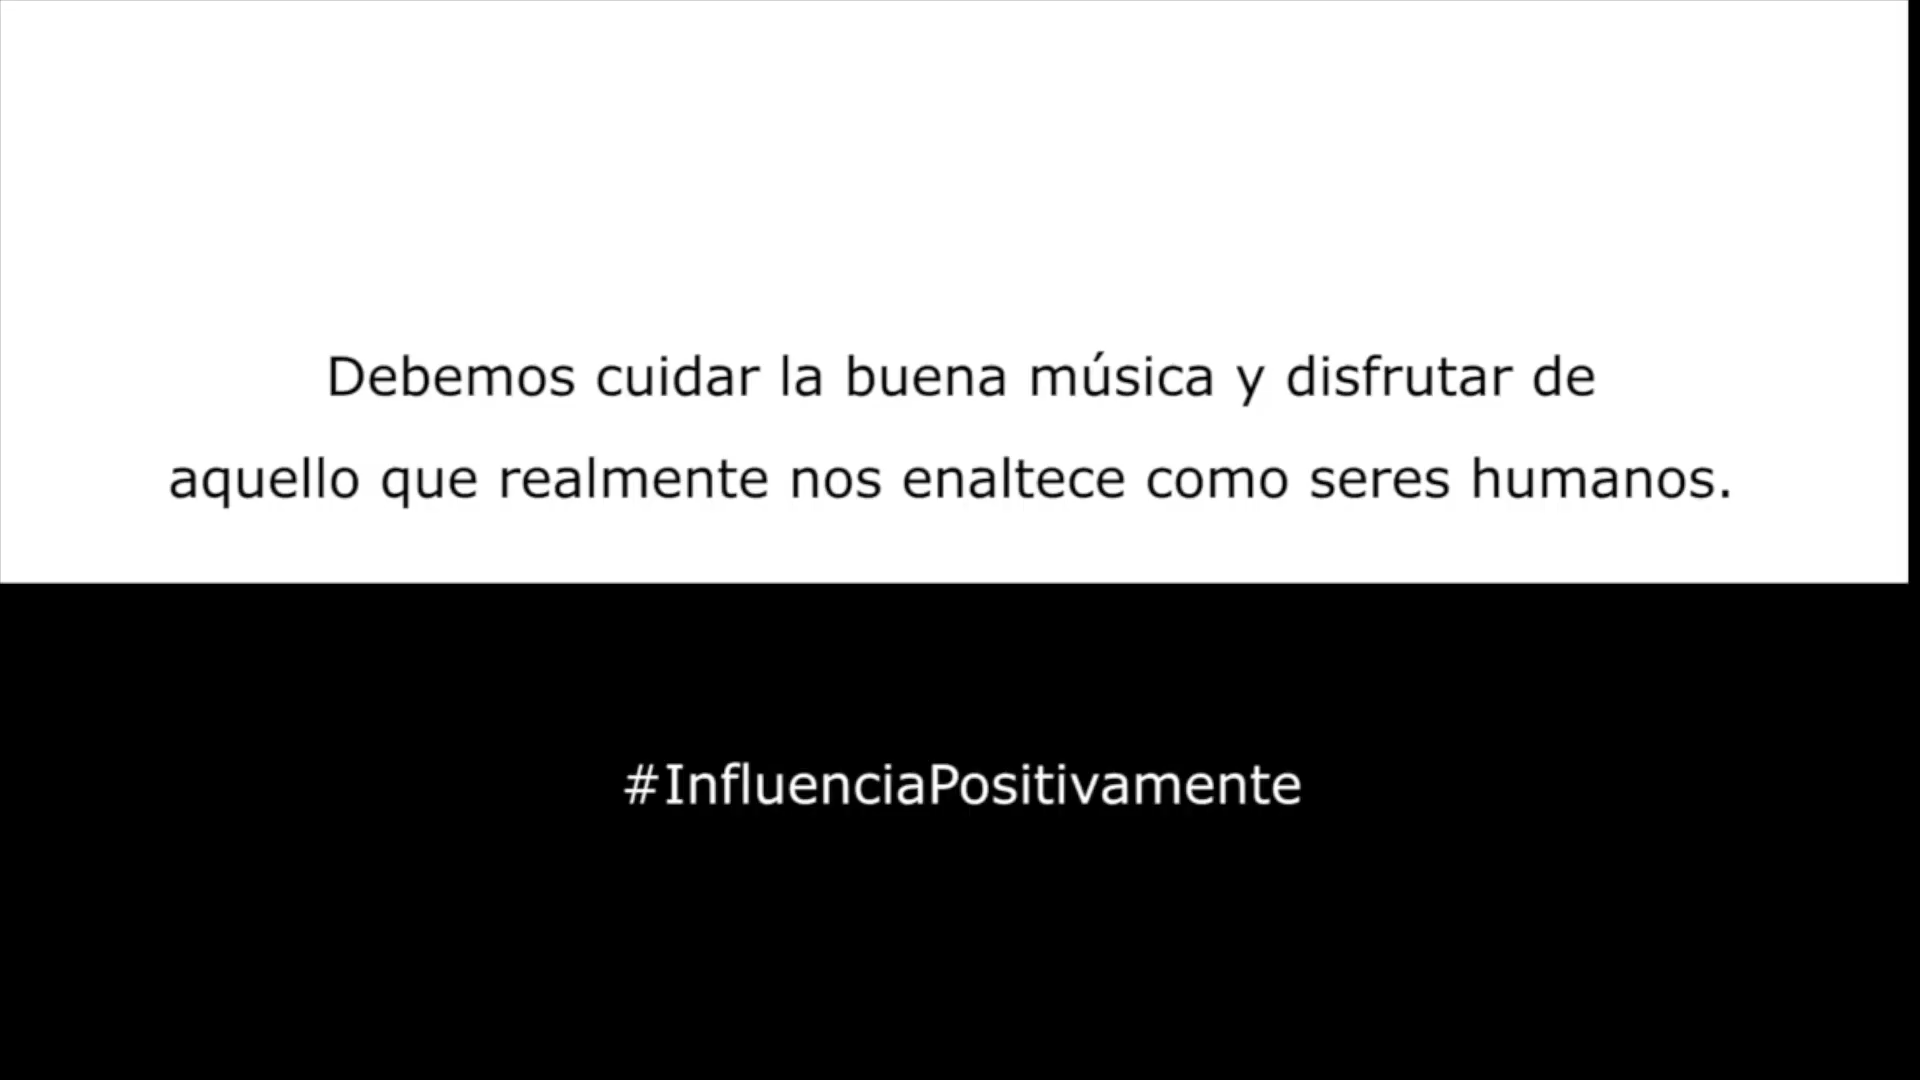 Debemos cuidar la buena música y disfrutar de
aquello que realmente nos enaltece como seres humanos.
#InfluenciaPositivamente